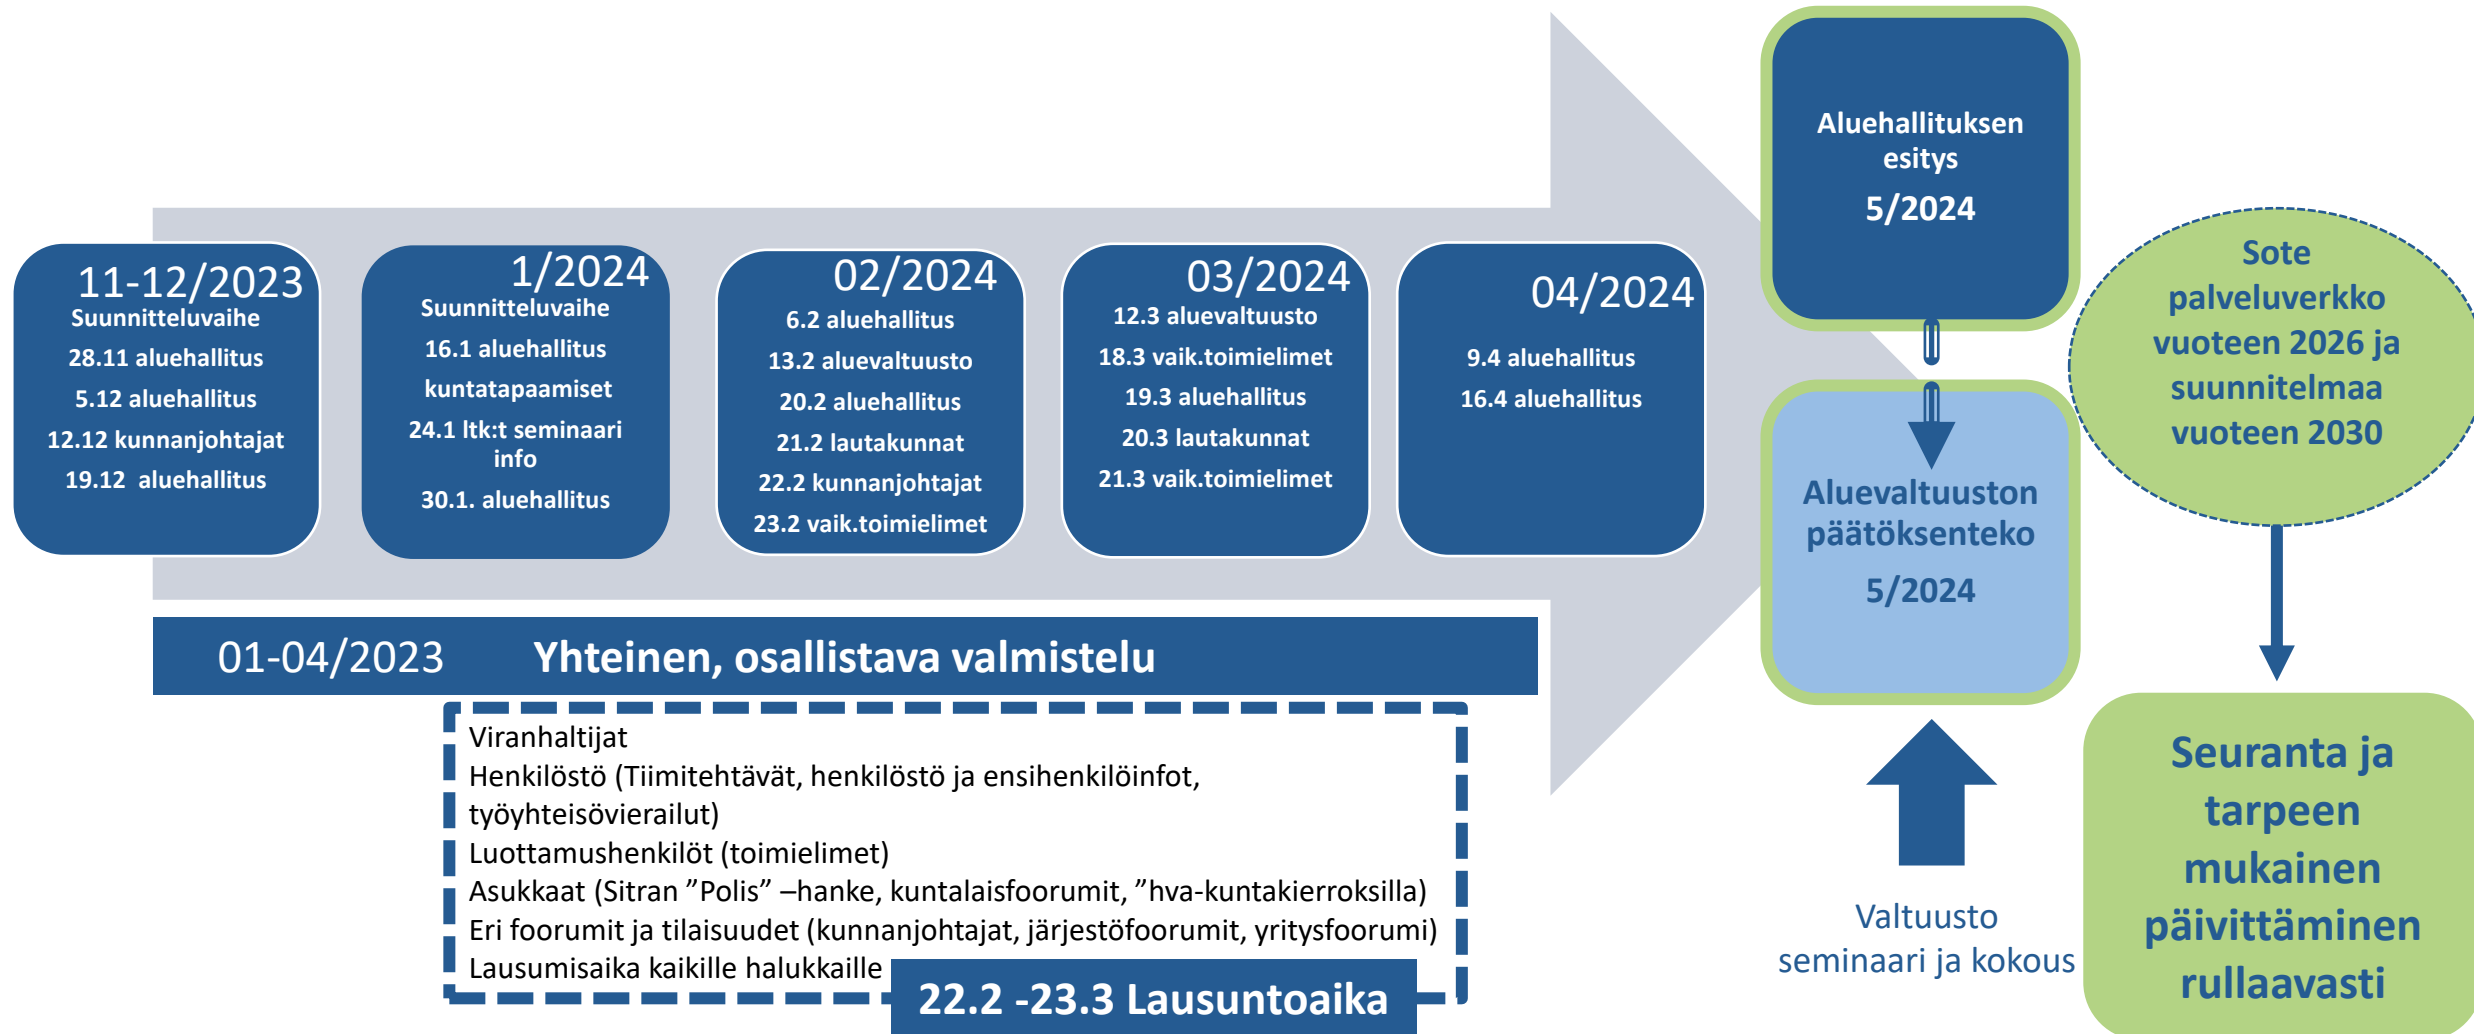 11-12/2023
Suunnitteluvaihe
28.11 aluehallitus
5.12 aluehallitus
12.12 kunnanjohtajat
19.12 aluehallitus
1/2024
Suunnitteluvaihe
16.1 aluehallitus
kuntatapaamiset
24.1 ltk:t seminaari
info
30.1. aluehallitus
02/2024
6.2 aluehallitus
13.2 aluevaltuusto
20.2 aluehallitus
21.2 lautakunnat
22.2 kunnanjohtajat
23.2 vaik.toimielimet
03/2024
12.3 aluevaltuusto
18.3 vaik.toimielimet
19.3 aluehallitus
20.3 lautakunnat
21.3 vaik.toimielimet
04/2024
9.4 aluehallitus
16.4 aluehallitus
Aluehallituksen
esitys
5/2024
Aluevaltuuston
päätöksenteko
5/2024
Valtuusto
seminaari ja kokous
Sote
palveluverkko
vuoteen 2026 ja
suunnitelmaa
vuoteen 2030
Seuranta ja
tarpeen
mukainen
päivittäminen
rullaavasti
01-04/2023 Yhteinen, osallistava valmistelu
Viranhaltijat
Henkilöstö (Tiimitehtävät, henkilöstö ja ensihenkilöinfot,
työyhteisövierailut)
Luottamushenkilöt (toimielimet)
Asukkaat (Sitran ”Polis” –hanke, kuntalaisfoorumit, ”hva-kuntakierroksilla)
Eri foorumit ja tilaisuudet (kunnanjohtajat, järjestöfoorumit, yritysfoorumi)
Lausumisaika kaikille halukkaille
22.2 -23.3 Lausuntoaika